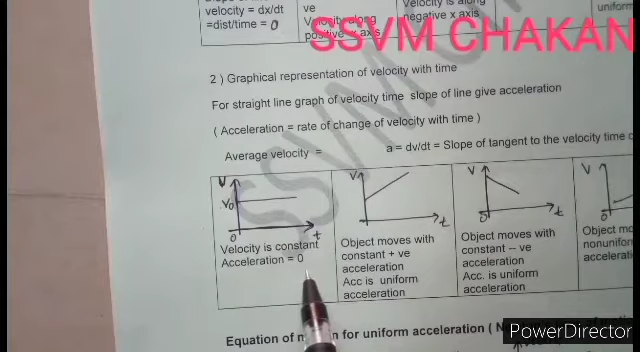 velocity = dx/dt
=dist/time = 0
ve
Velocity along
positive x axis
Velocity is along
negative x axis
uniform
SSVM CHAKAN
2 ) Graphical representation of velocity with time
For straight line graph of velocity time slope of line give acceleration
( Acceleration = rate of change of velocity with time )
Average velocity =
a = dv/dt = Slope of tangent to the velocity time
V
V0
0
t
Velocity is constant
Acceleration = 0
V
t
Object moves with
constant + ve
acceleration
Acc is uniform
acceleration
V
0
t
Object moves with
constant – ve
acceleration
Acc. is uniform
acceleration
V
0
Object
Equation of for uniform acceleration (
PowerDirector